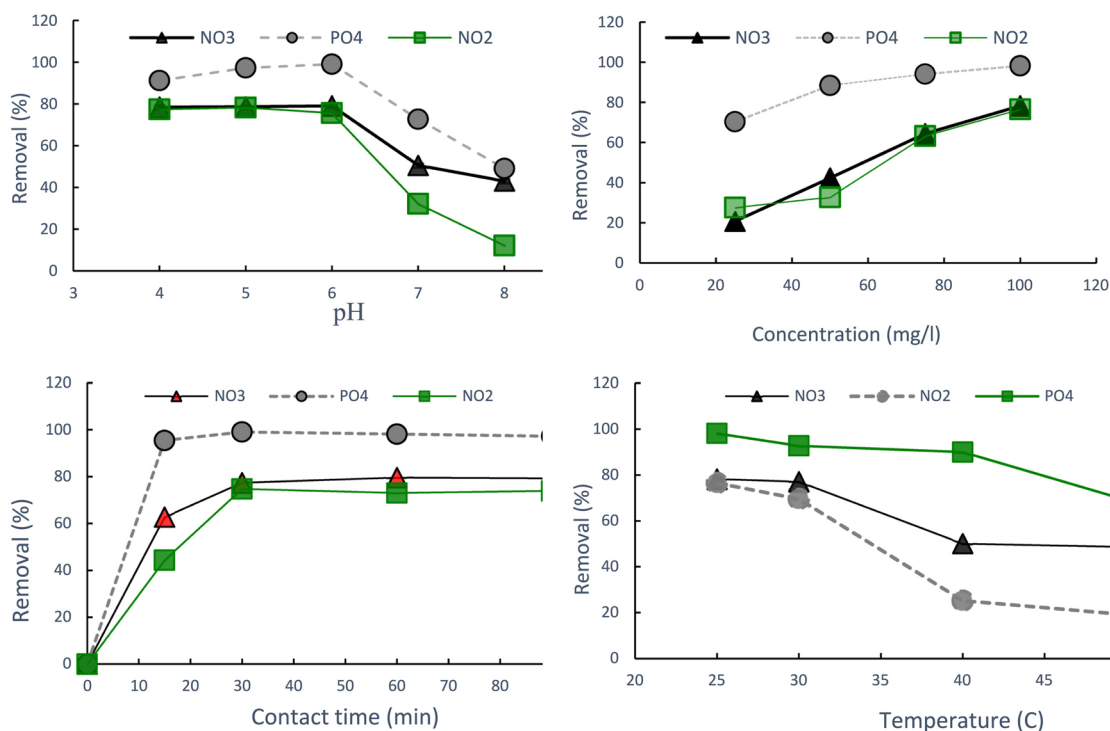 NO3 PO4 NO2
Removal (%)
120
100
80
60
40
20
0
3 4 5 6 7 8
pH
NO3 PO4 NO2
Removal (%)
120
100
80
60
40
20
0
0 20 40 60 80 100 120
Concentration (mg/l)
NO3 PO4 NO2
Removal (%)
120
100
80
60
40
20
0
0 10 20 30 40 50 60 70 80
Contact time (min)
NO3 NO2 PO4
Removal (%)
120
100
80
60
40
20
0
20 25 30 35 40 45
Temperature (C)